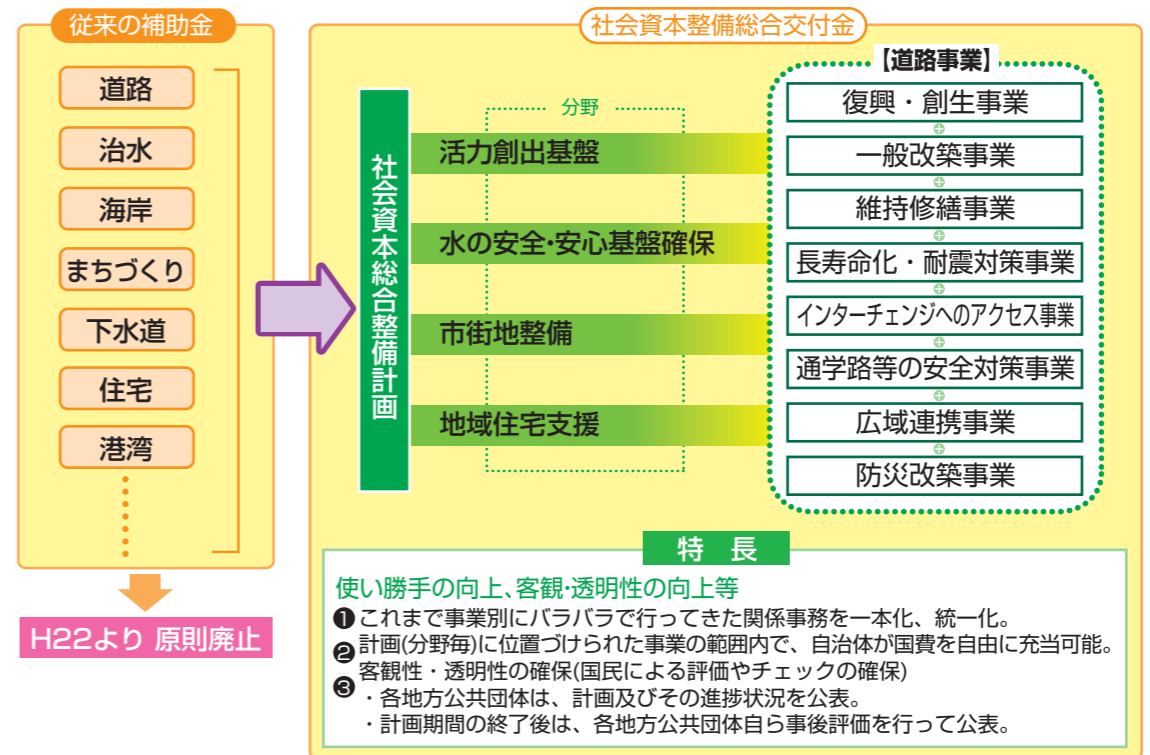 従来の補助金
道路
治水
海岸
まちづくり
下水道
住宅
港湾
H22より 原則廃止
社会資本整備総合交付金
社会資本総合整備計画
分野
活力創出基盤
水の安全・安心基盤確保
市街地整備
地域住宅支援
【道路事業】
復興・創生事業
一般改築事業
維持修繕事業
長寿命化・耐震対策事業
インターチェンジへのアクセス事業
通学路等の安全対策事業
広域連携事業
防災改築事業
特 長
使い勝手の向上、客観・透明性の向上等
❶これまで事業別にバラバラで行ってきた関係事務を一本化、統一化。
❷計画(分野毎)に位置づけられた事業の範囲内で、自治体が国費を自由に充当可能。
❸客観性・透明性の確保(国民による評価やチェックの確保)
・各地方公共団体は、計画及びその進捗状況を公表。
・計画期間の終了後は、各地方公共団体自ら事後評価を行って公表。